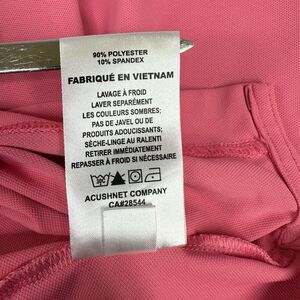 90% POLYESTER
10% SPANDEX
FABRIQUÉ EN VIETNAM
LAVAGE À FROID
LAVER SEPARÉMENT
LES COULEURS SOMBRES;
PAS DE JAVEL OU DE
PRODUITS ADOUCISSANTS;
SÈCHE-LINGE AU RALENTI
RETIRER IMMÉDIATEMENT
REPASSER À FROID SI NÉCESSAIRE
ACUSHNET COMPANY
CA#28544